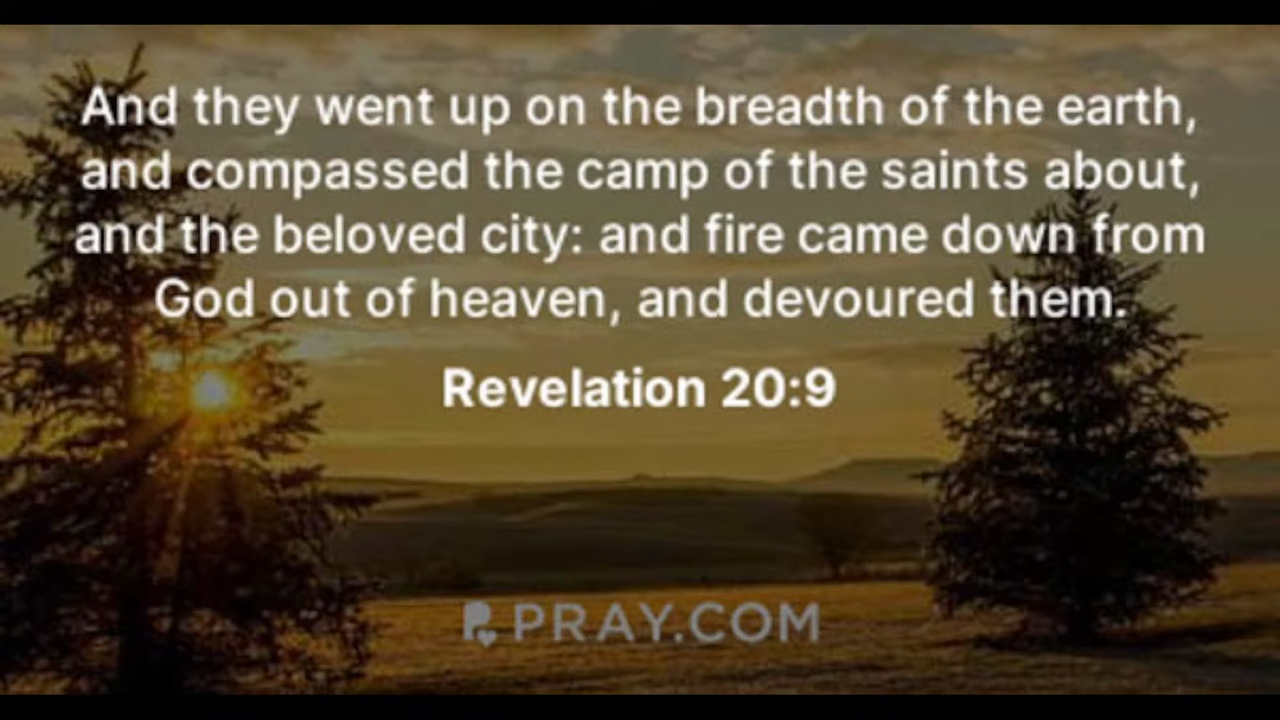 And they went up on the breadth of the earth,
and compassed the camp of the saints about,
and the beloved city: and fire came down from
God out of heaven, and devoured them.
Revelation 20:9
PRAY.COM